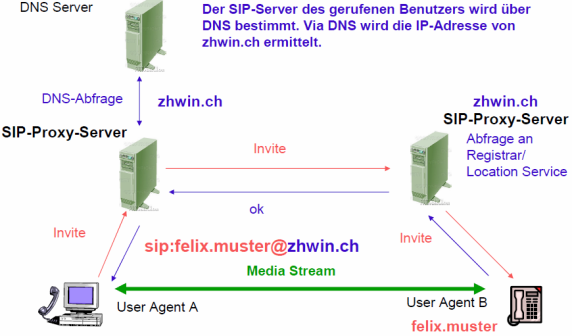 DNS Server
Der SIP-Server des gerufenen Benutzers wird über
DNS bestimmt. Via DNS wird die IP-Adresse von
zhwin.ch ermittelt.
DNS-Abfrage
zhwin.ch
SIP-Proxy-Server
zhwin.ch
SIP-Proxy-Server
Abfrage an
Registrar/
Location Service
Invite
ok
Invite
sip:felix.muster@zhwin.ch
Invite
Media Stream
User Agent A
User Agent B
felix.muster